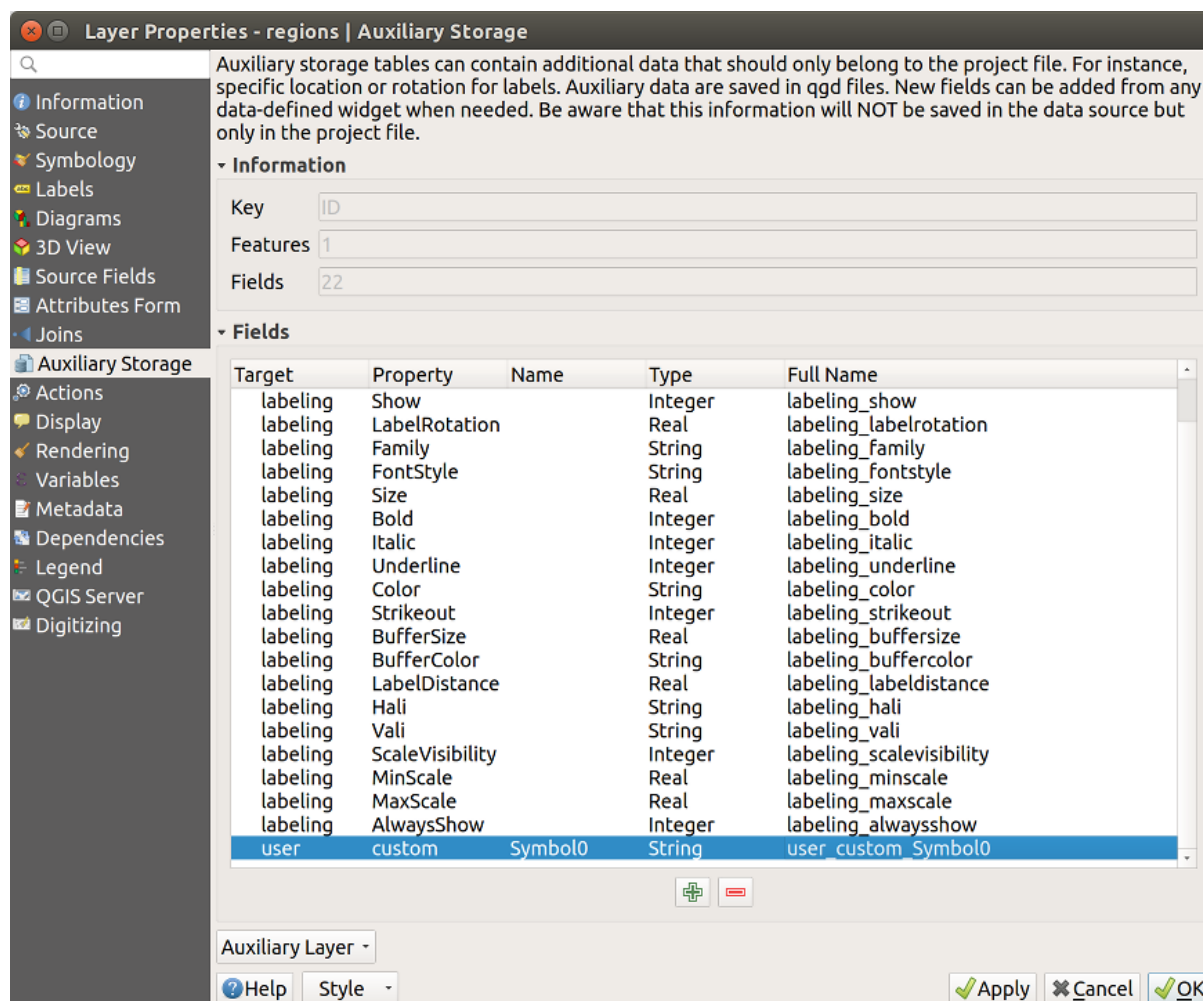 Layer Properties - regions | Auxiliary Storage
Information
Source
Symbology
Labels
Diagrams
3D View
Source Fields
Attributes Form
Joins
Auxiliary Storage
Actions
Display
Rendering
Variables
Metadata
Dependencies
Legend
QGIS Server
Digitizing
Auxiliary storage tables can contain additional data that should only belong to the project file. For instance,
specific location or rotation for labels. Auxiliary data are saved in qgd files. New fields can be added from any
data-defined widget when needed. Be aware that this information will NOT be saved in the data source but
only in the project file.
Information
Key ID
Features 1
Fields 22
Fields
Target Property Name Type Full Name
labeling Show Integer labeling_show
labeling LabelRotation Real labeling_labelrotation
labeling Family String labeling_family
labeling FontStyle String labeling_fontstyle
labeling Size Real labeling_size
labeling Bold Integer labeling_bold
labeling Italic Integer labeling_italic
labeling Underline Integer labeling_underline
labeling Color String labeling_color
labeling Strikeout Integer labeling_strikeout
labeling BufferSize Real labeling_buffersize
labeling BufferColor String labeling_buffercolor
labeling LabelDistance Real labeling_labeldistance
labeling Hali String labeling_hali
labeling Vali String labeling_vali
labeling ScaleVisibility Integer labeling_scalevisibility
labeling MinScale Real labeling_minscale
labeling MaxScale Real labeling_maxscale
labeling AlwaysShow Integer labeling_alwaysshow
user custom Symbol0 String user_custom_Symbol0
Auxiliary Layer
Help Style Apply Cancel OK